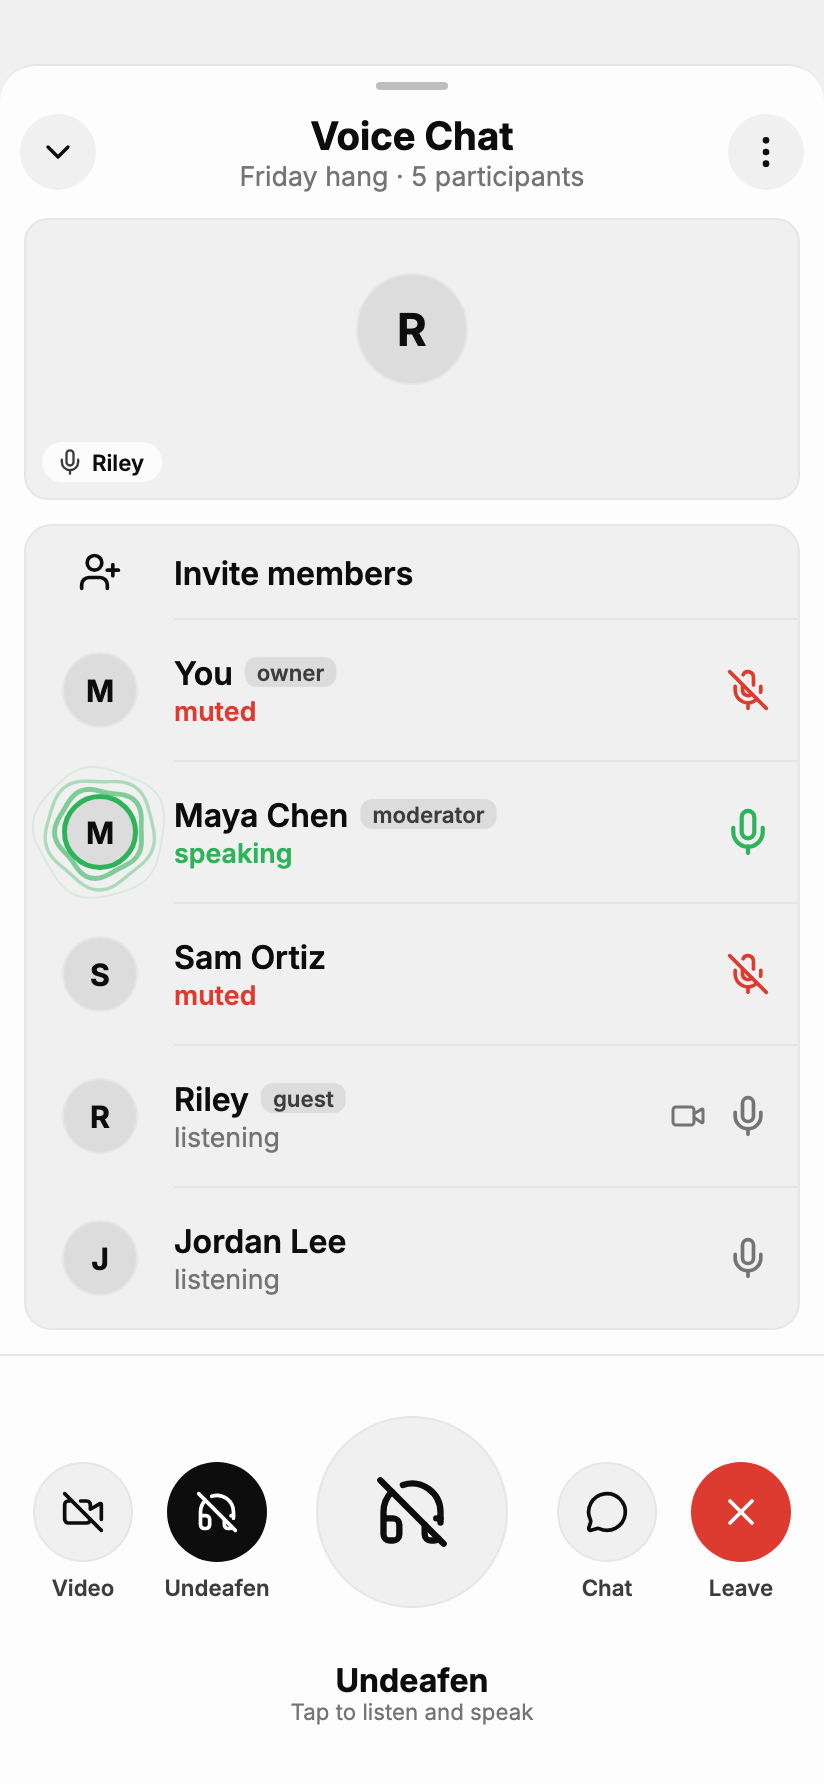 Voice Chat
Friday hang · 5 participants
R
Riley
Invite members
M
You owner
muted
M
Maya Chen moderator
speaking
S
Sam Ortiz
muted
R
Riley guest
listening
J
Jordan Lee
listening
Video
Undeafen
Chat
Leave
Undeafen
Tap to listen and speak